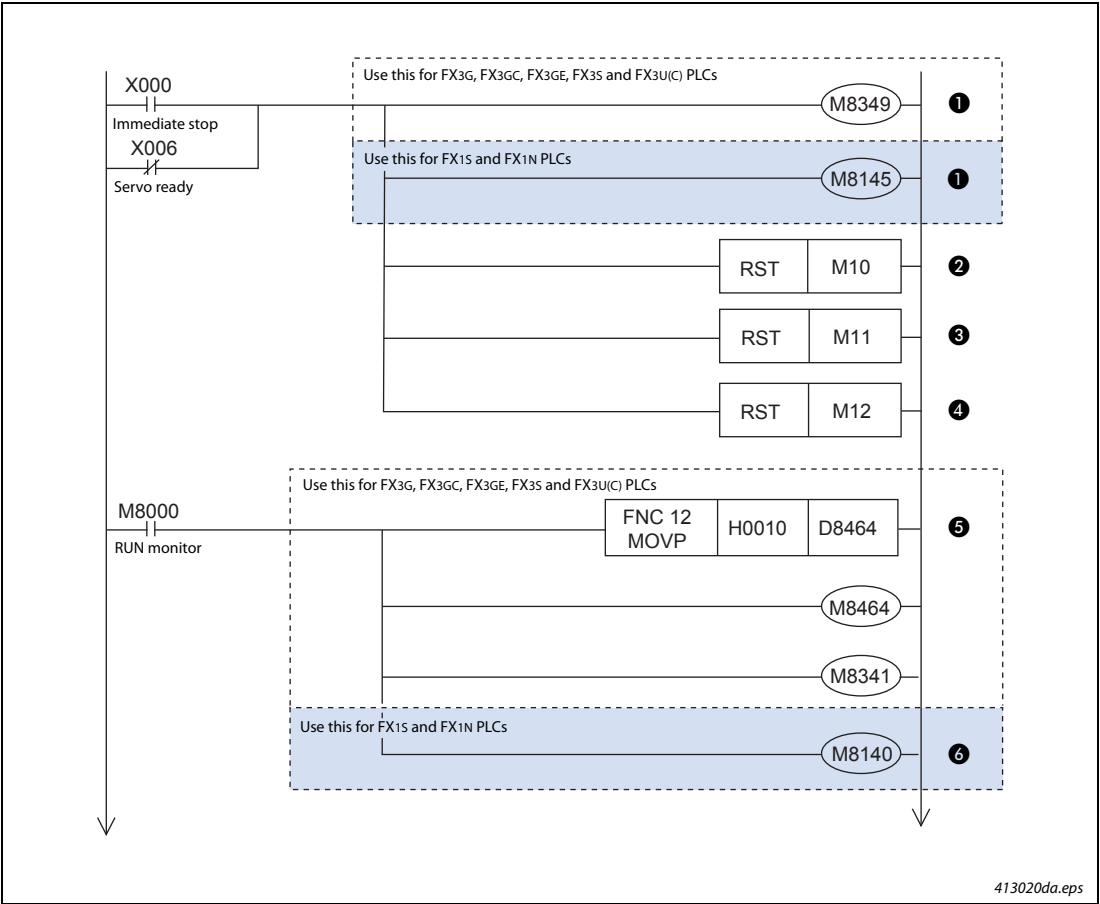 Use this for FX3G, FX3GC, FX3GE, FX3S and FX3U(C) PLCs
X000
M8349
❶
Immediate stop
X006
Use this for FX1S and FX1N PLCs
M8145
❶
Servo ready
RST M10
❷
RST M11
❸
RST M12
❹
Use this for FX3G, FX3GC, FX3GE, FX3S and FX3U(C) PLCs
M8000
FNC 12
MOVP
H0010
D8464
❺
RUN monitor
M8464
M8341
Use this for FX1S and FX1N PLCs
M8140
❻
413020da.eps